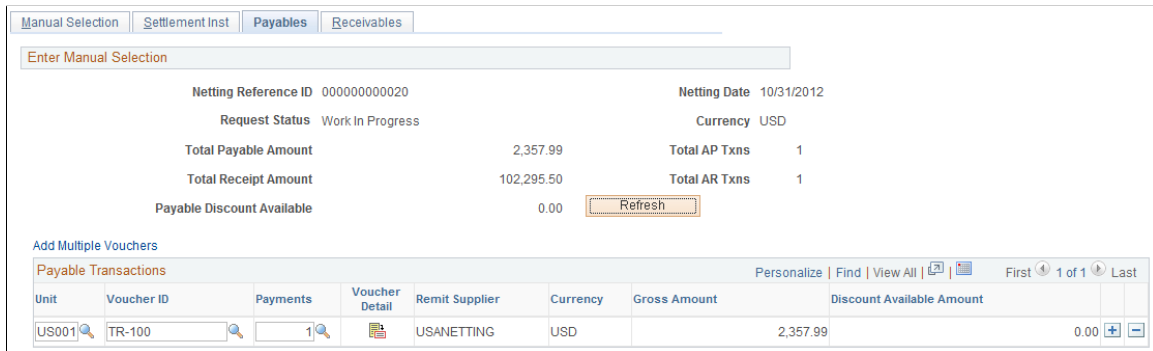 Manual Selection Settlement Inst Payables Receivables
Enter Manual Selection
Netting Reference ID 000000000020 Netting Date 10/31/2012
Request Status Work In Progress Currency USD
Total Payable Amount 2,357.99 Total AP Txns 1
Total Receipt Amount 102,295.50 Total AR Txns 1
Payable Discount Available 0.00 Refresh
Add Multiple Vouchers
Payable Transactions Personalize | Find | View All | | First 1 of 1 Last
Unit Voucher ID Payments Voucher Detail Remit Supplier Currency Gross Amount Discount Available Amount
US001 TR-100 1 USANETTING USD 2,357.99 0.00 + -